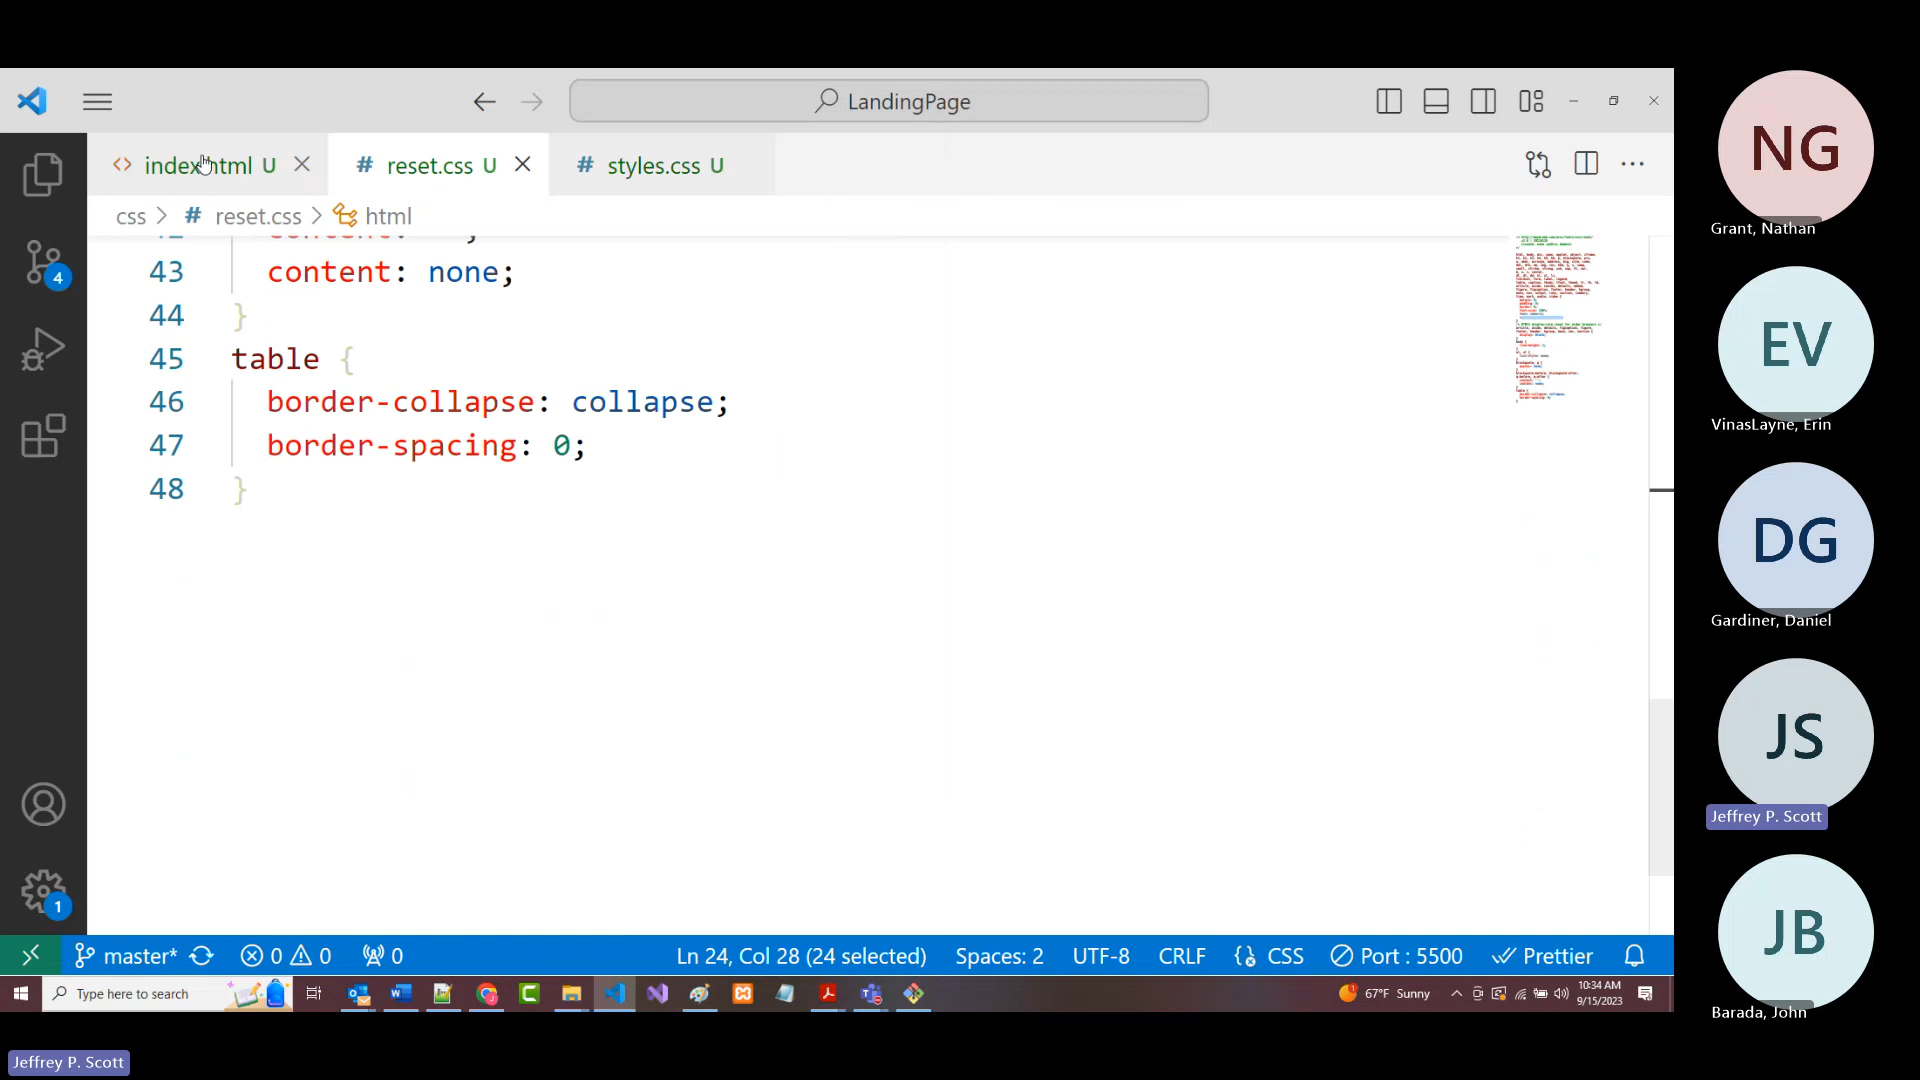 LandingPage
index.html U
reset.css U
styles.css U
css > # reset.css > html
43 content: none;
44 }
45 table {
46 border-collapse: collapse;
47 border-spacing: 0;
48 }
4
1
master*
0 0
0
Ln 24, Col 28 (24 selected)
Spaces: 2
UTF-8
CRLF
CSS
Port : 5500
Prettier
Type here to search
67°F Sunny
10:34 AM
9/15/2023
NG
Grant, Nathan
EV
VinasLayne, Erin
DG
Gardiner, Daniel
JS
Jeffrey P. Scott
JB
Barada, John
Jeffrey P. Scott